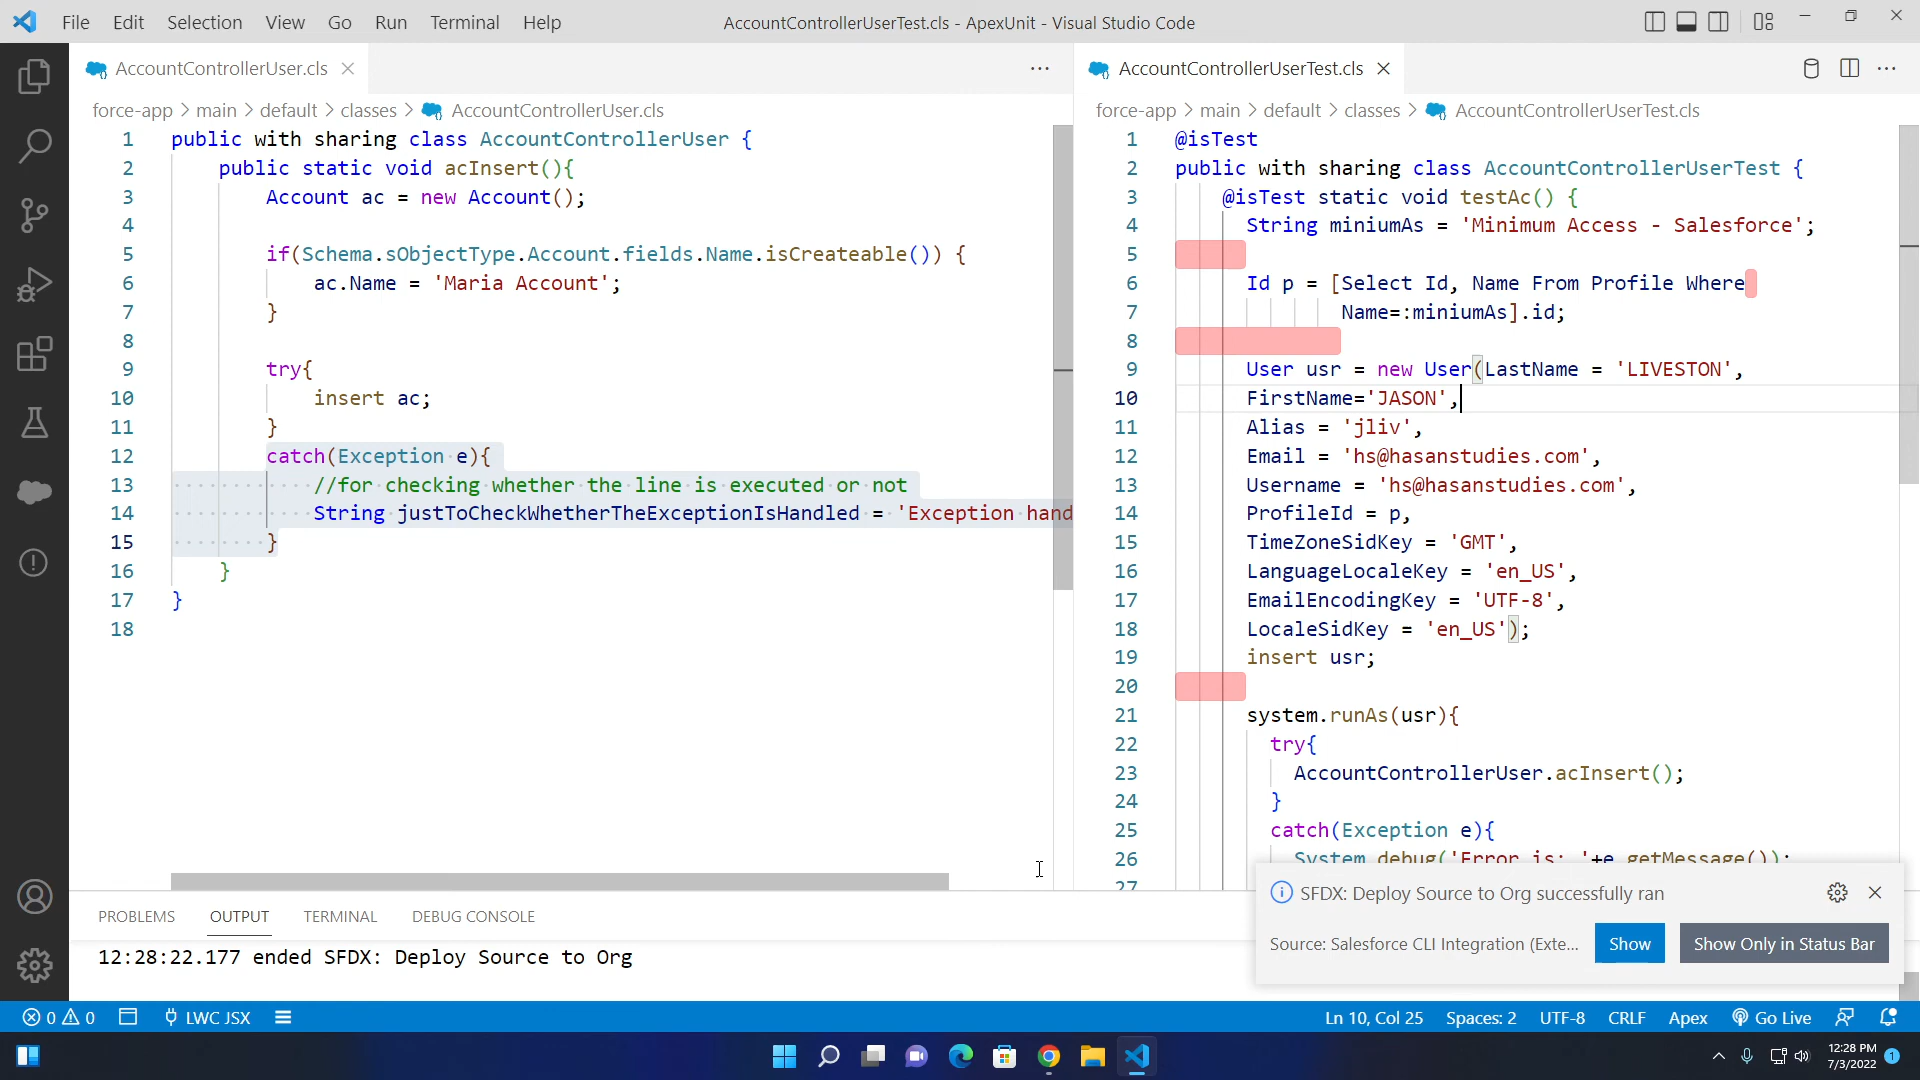 File Edit Selection View Go Run Terminal Help
AccountControllerUserTest.cls - ApexUnit - Visual Studio Code
AccountControllerUser.cls
force-app > main > default > classes > AccountControllerUser.cls
1 public with sharing class AccountControllerUser {
2 public static void acInsert(){
3 Account ac = new Account();
4
5 if(Schema.sObjectType.Account.fields.Name.isCreateable()) {
6 ac.Name = 'Maria Account';
7 }
8
9 try{
10 insert ac;
11 }
12 catch(Exception e){
13 //for checking whether the line is executed or not
14 String justToCheckWhetherTheExceptionIsHandled = 'Exception hand
15 }
16 }
17 }
18
AccountControllerUserTest.cls
force-app > main > default > classes > AccountControllerUserTest.cls
1 @isTest
2 public with sharing class AccountControllerUserTest {
3 @isTest static void testAc() {
4 String miniumAs = 'Minimum Access - Salesforce';
5
6 Id p = [Select Id, Name From Profile Where
7 Name=:miniumAs].id;
8
9 User usr = new User(LastName = 'LIVESTON',
10 FirstName='JASON',
11 Alias = 'jliv',
12 Email = 'hs@hasanstudies.com',
13 Username = 'hs@hasanstudies.com',
14 ProfileId = p,
15 TimeZoneSidKey = 'GMT',
16 LanguageLocaleKey = 'en_US',
17 EmailEncodingKey = 'UTF-8',
18 LocaleSidKey = 'en_US');
19 insert usr;
20
21 system.runAs(usr){
22 try{
23 AccountControllerUser.acInsert();
24 }
25 catch(Exception e){
26 System.debug('Error is: '+e.getMessage());
27
PROBLEMS OUTPUT TERMINAL DEBUG CONSOLE
12:28:22.177 ended SFDX: Deploy Source to Org
SFDX: Deploy Source to Org successfully ran
Source: Salesforce CLI Integration (Exte...
Show
Show Only in Status Bar
0 0 LWC JSX
Ln 10, Col 25 Spaces: 2 UTF-8 CRLF Apex Go Live
12:28 PM
7/3/2022
1